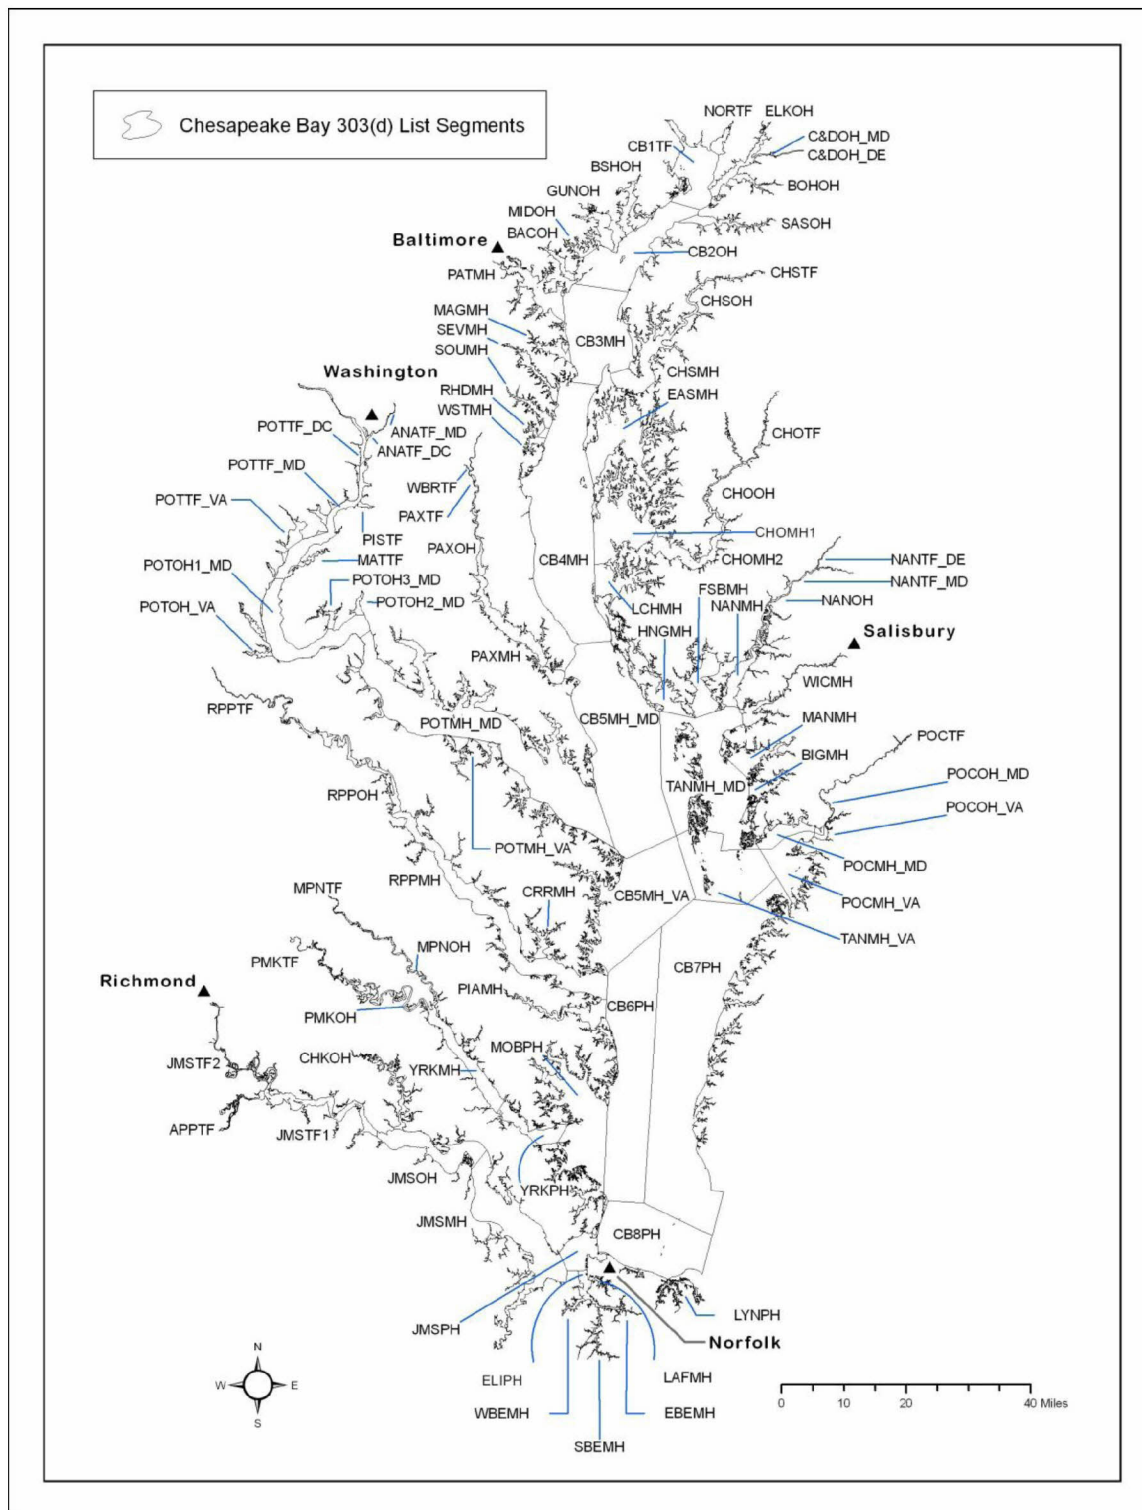 Chesapeake Bay 303(d) List Segments
NORTF ELKOH
C&DOH_MD
CB1TF
C&DOH_DE
BSHOH
BOHOH
GUNOH
MIDOH
SASOH
BACOH
Baltimore
CB2OH
PATMH
CHSTF
CHSOH
MAGMH
SEVMH
CB3MH
SOUMH
Washington
CHSMH
RHDMH
EASMH
WSTMH
POTTF_DC
ANATF_MD
CHOTF
ANATF_DC
POTTF_MD
WBRTF
CHOOH
POTTF_VA
PAXTF
CHOMH1
PISTF
PAXOH
MATTF
CB4MH
CHOMH2
NANTF_DE
POTOH1_MD
POTOH3_MD
FSBMH
NANTF_MD
POTOH_VA
POTOH2_MD
LCHMH
NANMH
NANOH
HNGMH
Salisbury
PAXMH
WICMH
RPPTF
POTMH_MD
CB5MH_MD
MANMH
POCTF
BIGMH
POCOH_MD
TANMH_MD
RPPOH
POCOH_VA
POTMH_VA
POCMH_MD
RPPMH
MPNTF
CRRMH
CB5MH_VA
POCMH_VA
TANMH_VA
MPNOH
PMKTF
CB7PH
Richmond
PIAMH
CB6PH
PMKOH
MOBPH
CHKOH
JMSTF2
YRKMH
APPTF
JMSTF1
JMSOH
YRKPH
JMSMH
CB8PH
LYNPH
JMSPH
Norfolk
ELIPH
LAFMH
WBEMH
EBEMH
SBEMH
N
W E
S
0 10 20 40 Miles